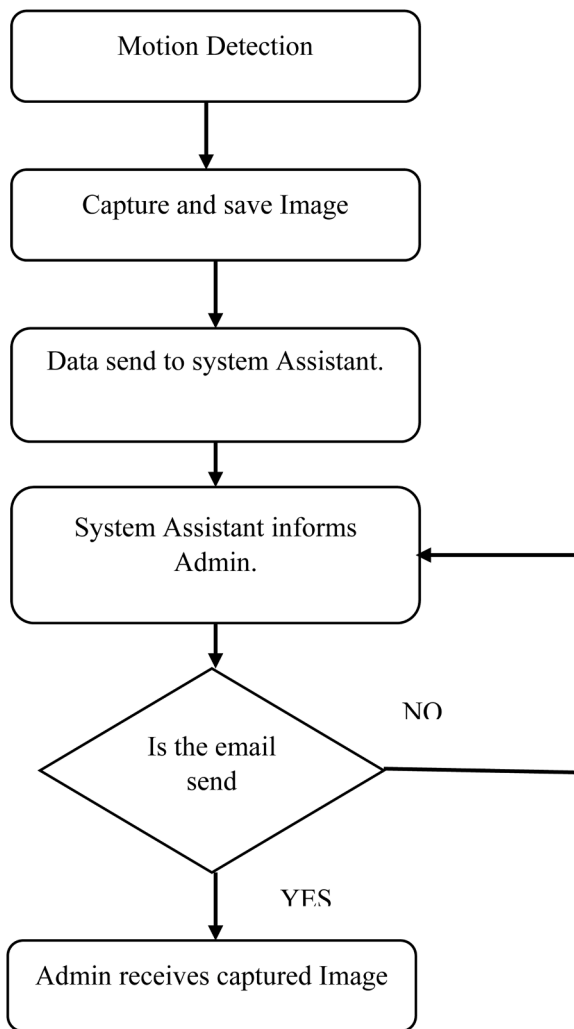 Motion Detection
Capture and save Image
Data send to system Assistant.
System Assistant informs
Admin.
NO
Is the email
send
YES
Admin receives captured Image